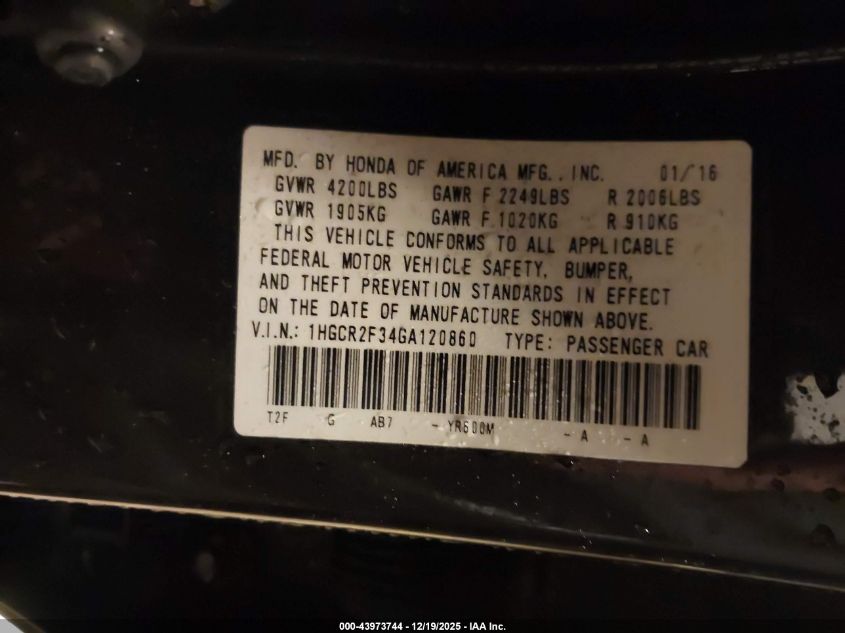 MFD. BY HONDA OF AMERICA MFG., INC. 01/16
GVWR 4200LBS GAWR F 2249LBS R 2006LBS
GVWR 1905KG GAWR F 1020KG R 910KG
THIS VEHICLE CONFORMS TO ALL APPLICABLE
FEDERAL MOTOR VEHICLE SAFETY, BUMPER,
AND THEFT PREVENTION STANDARDS IN EFFECT
ON THE DATE OF MANUFACTURE SHOWN ABOVE.
V.I.N.: 1HGCR2F34GA120860 TYPE: PASSENGER CAR
T2F G AB7 - YR600M - A - A
000-43973744 - 12/19/2025 - IAA Inc.